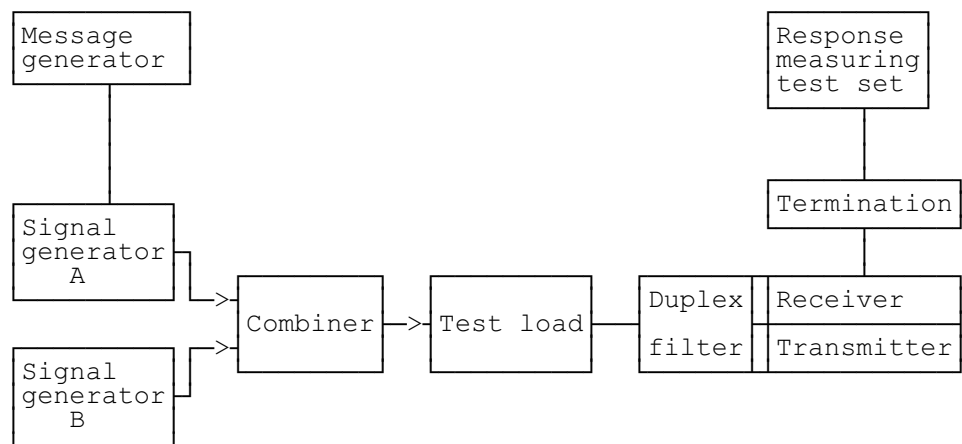 Message
generator
Response
measuring
test set
Termination
Signal
generator
A
Combiner
Test load
Duplex
filter
Receiver
Transmitter
Signal
generator
B